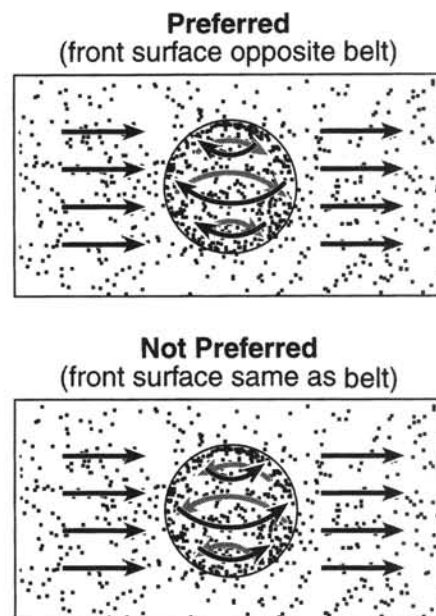 Preferred
(front surface opposite belt)
Not Preferred
(front surface same as belt)